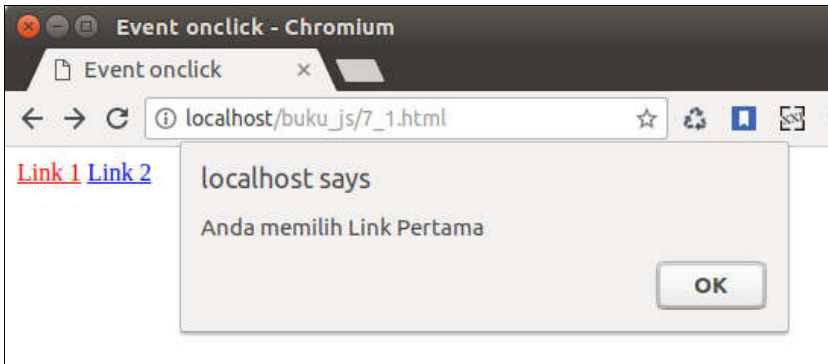 Event onclick - Chromium
Event onclick
localhost/buku_js/7_1.html
Link 1 Link 2
localhost says
Anda memilih Link Pertama
OK